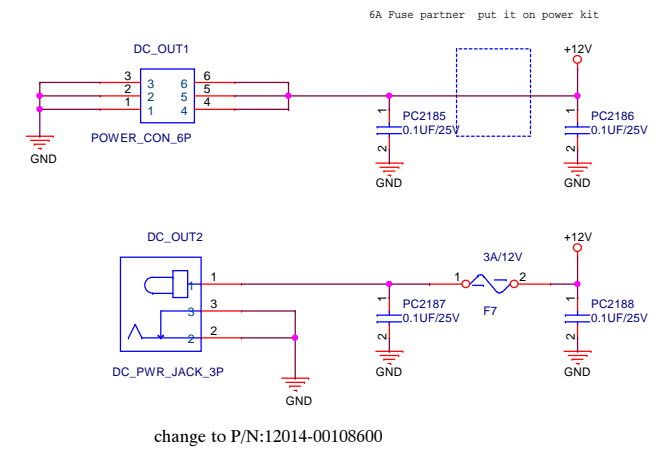 6A Fuse partner  put it on power kit
DC_OUT1
+12V
3 3 6 6
2 2 5 5
1 1 4 4
POWER_CON_6P
GND
1
PC2185
0.1UF/25V
2
GND
1
PC2186
0.1UF/25V
2
GND
DC_OUT2
+12V
3A/12V
1 1
3 3
2 2
1 2
F7
1
PC2187
0.1UF/25V
2
GND
1
PC2188
0.1UF/25V
2
GND
DC_PWR_JACK_3P
GND
change to P/N:12014-00108600